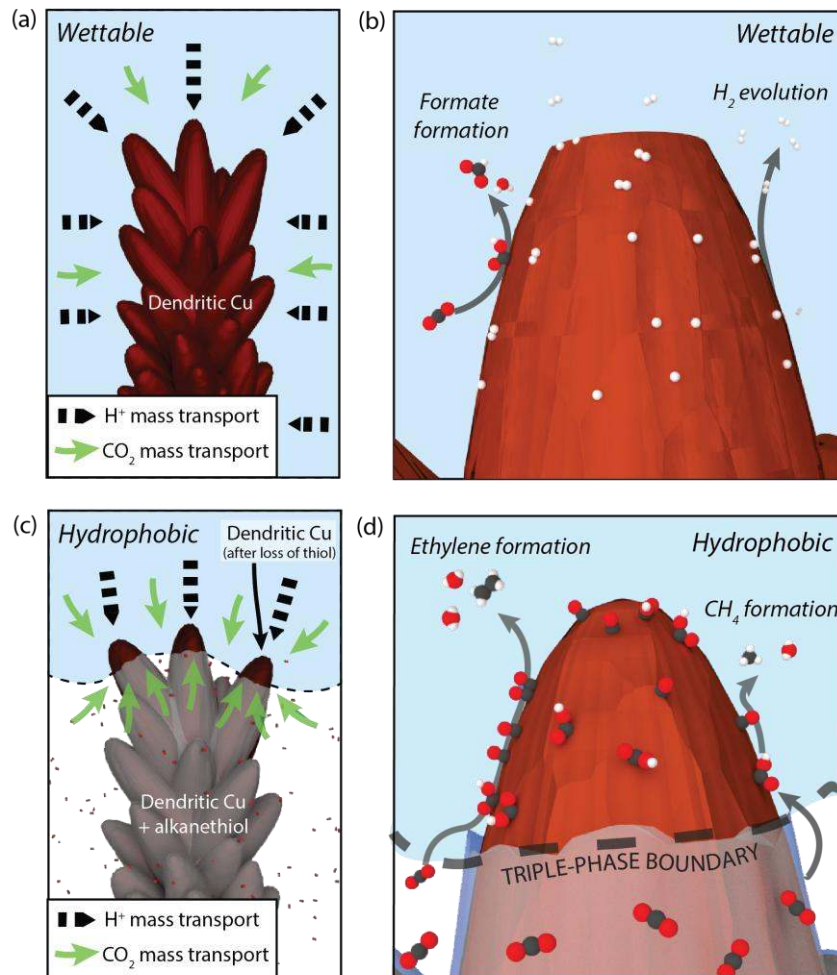 (a)
Wettable
Dendritic Cu
H⁺ mass transport
CO₂ mass transport
(b)
Wettable
Formate
formation
H₂ evolution
(c)
Hydrophobic
Dendritic Cu
(after loss of thiol)
Dendritic Cu
+ alkanethiol
H⁺ mass transport
CO₂ mass transport
(d)
Ethylene formation
Hydrophobic
CH₄ formation
TRIPLE-PHASE BOUNDARY